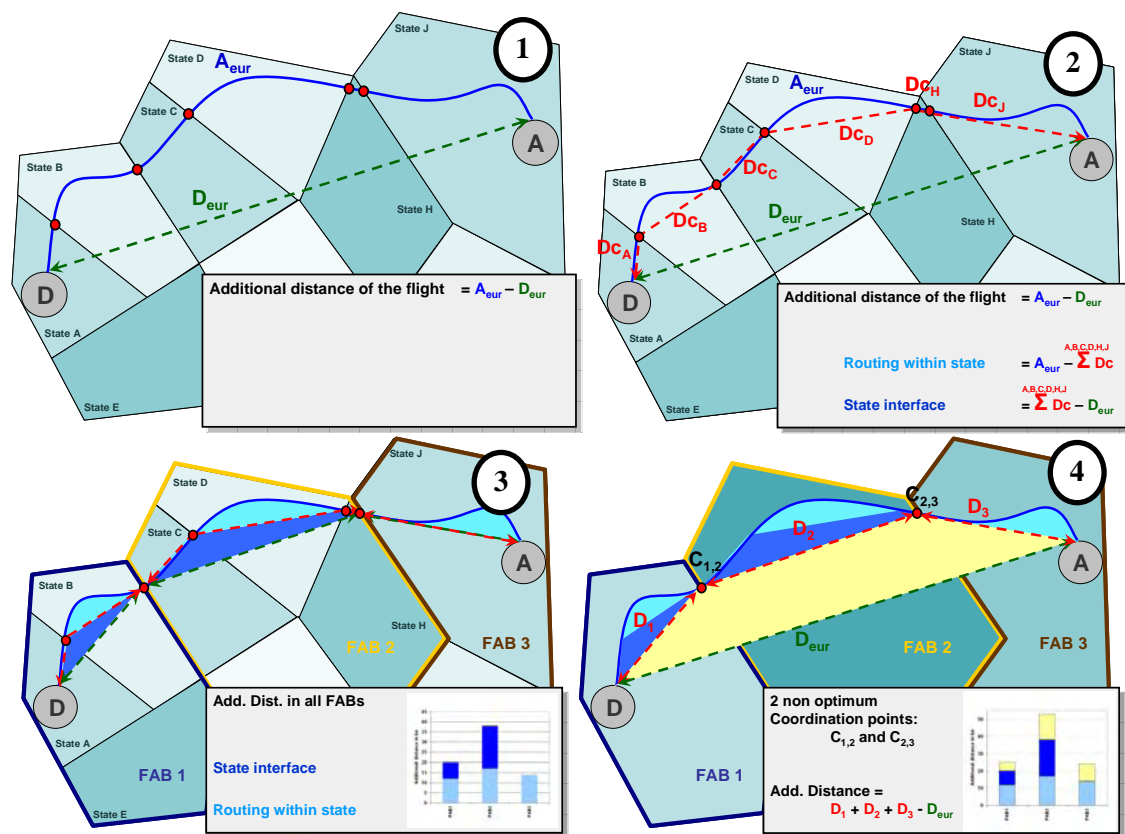 1
State J
State D
A_eur
State C
A
State B
D_eur
State H
D
State A
State E
Additional distance of the flight = A_eur – D_eur
2
State J
State D
A_eur
Dc_H
Dc_J
State C
Dc_D
A
Dc_C
State B
D_eur
State H
Dc_B
Dc_A
D
State A
State E
Additional distance of the flight = A_eur – D_eur
A,B,C,D,H,J
Routing within state = A_eur – Σ Dc
A,B,C,D,H,J
State interface = Σ Dc – D_eur
3
State J
State D
State C
A
State B
State H
FAB 2
FAB 3
D
State A
FAB 1
State E
Add. Dist. in all FABs
State interface
Routing within state
4
C_2,3
D_3
D_2
A
C_1,2
D_1
D_eur
FAB 2
FAB 3
D
FAB 1
2 non optimum
Coordination points:
C_1,2 and C_2,3
Add. Distance =
D_1 + D_2 + D_3 - D_eur